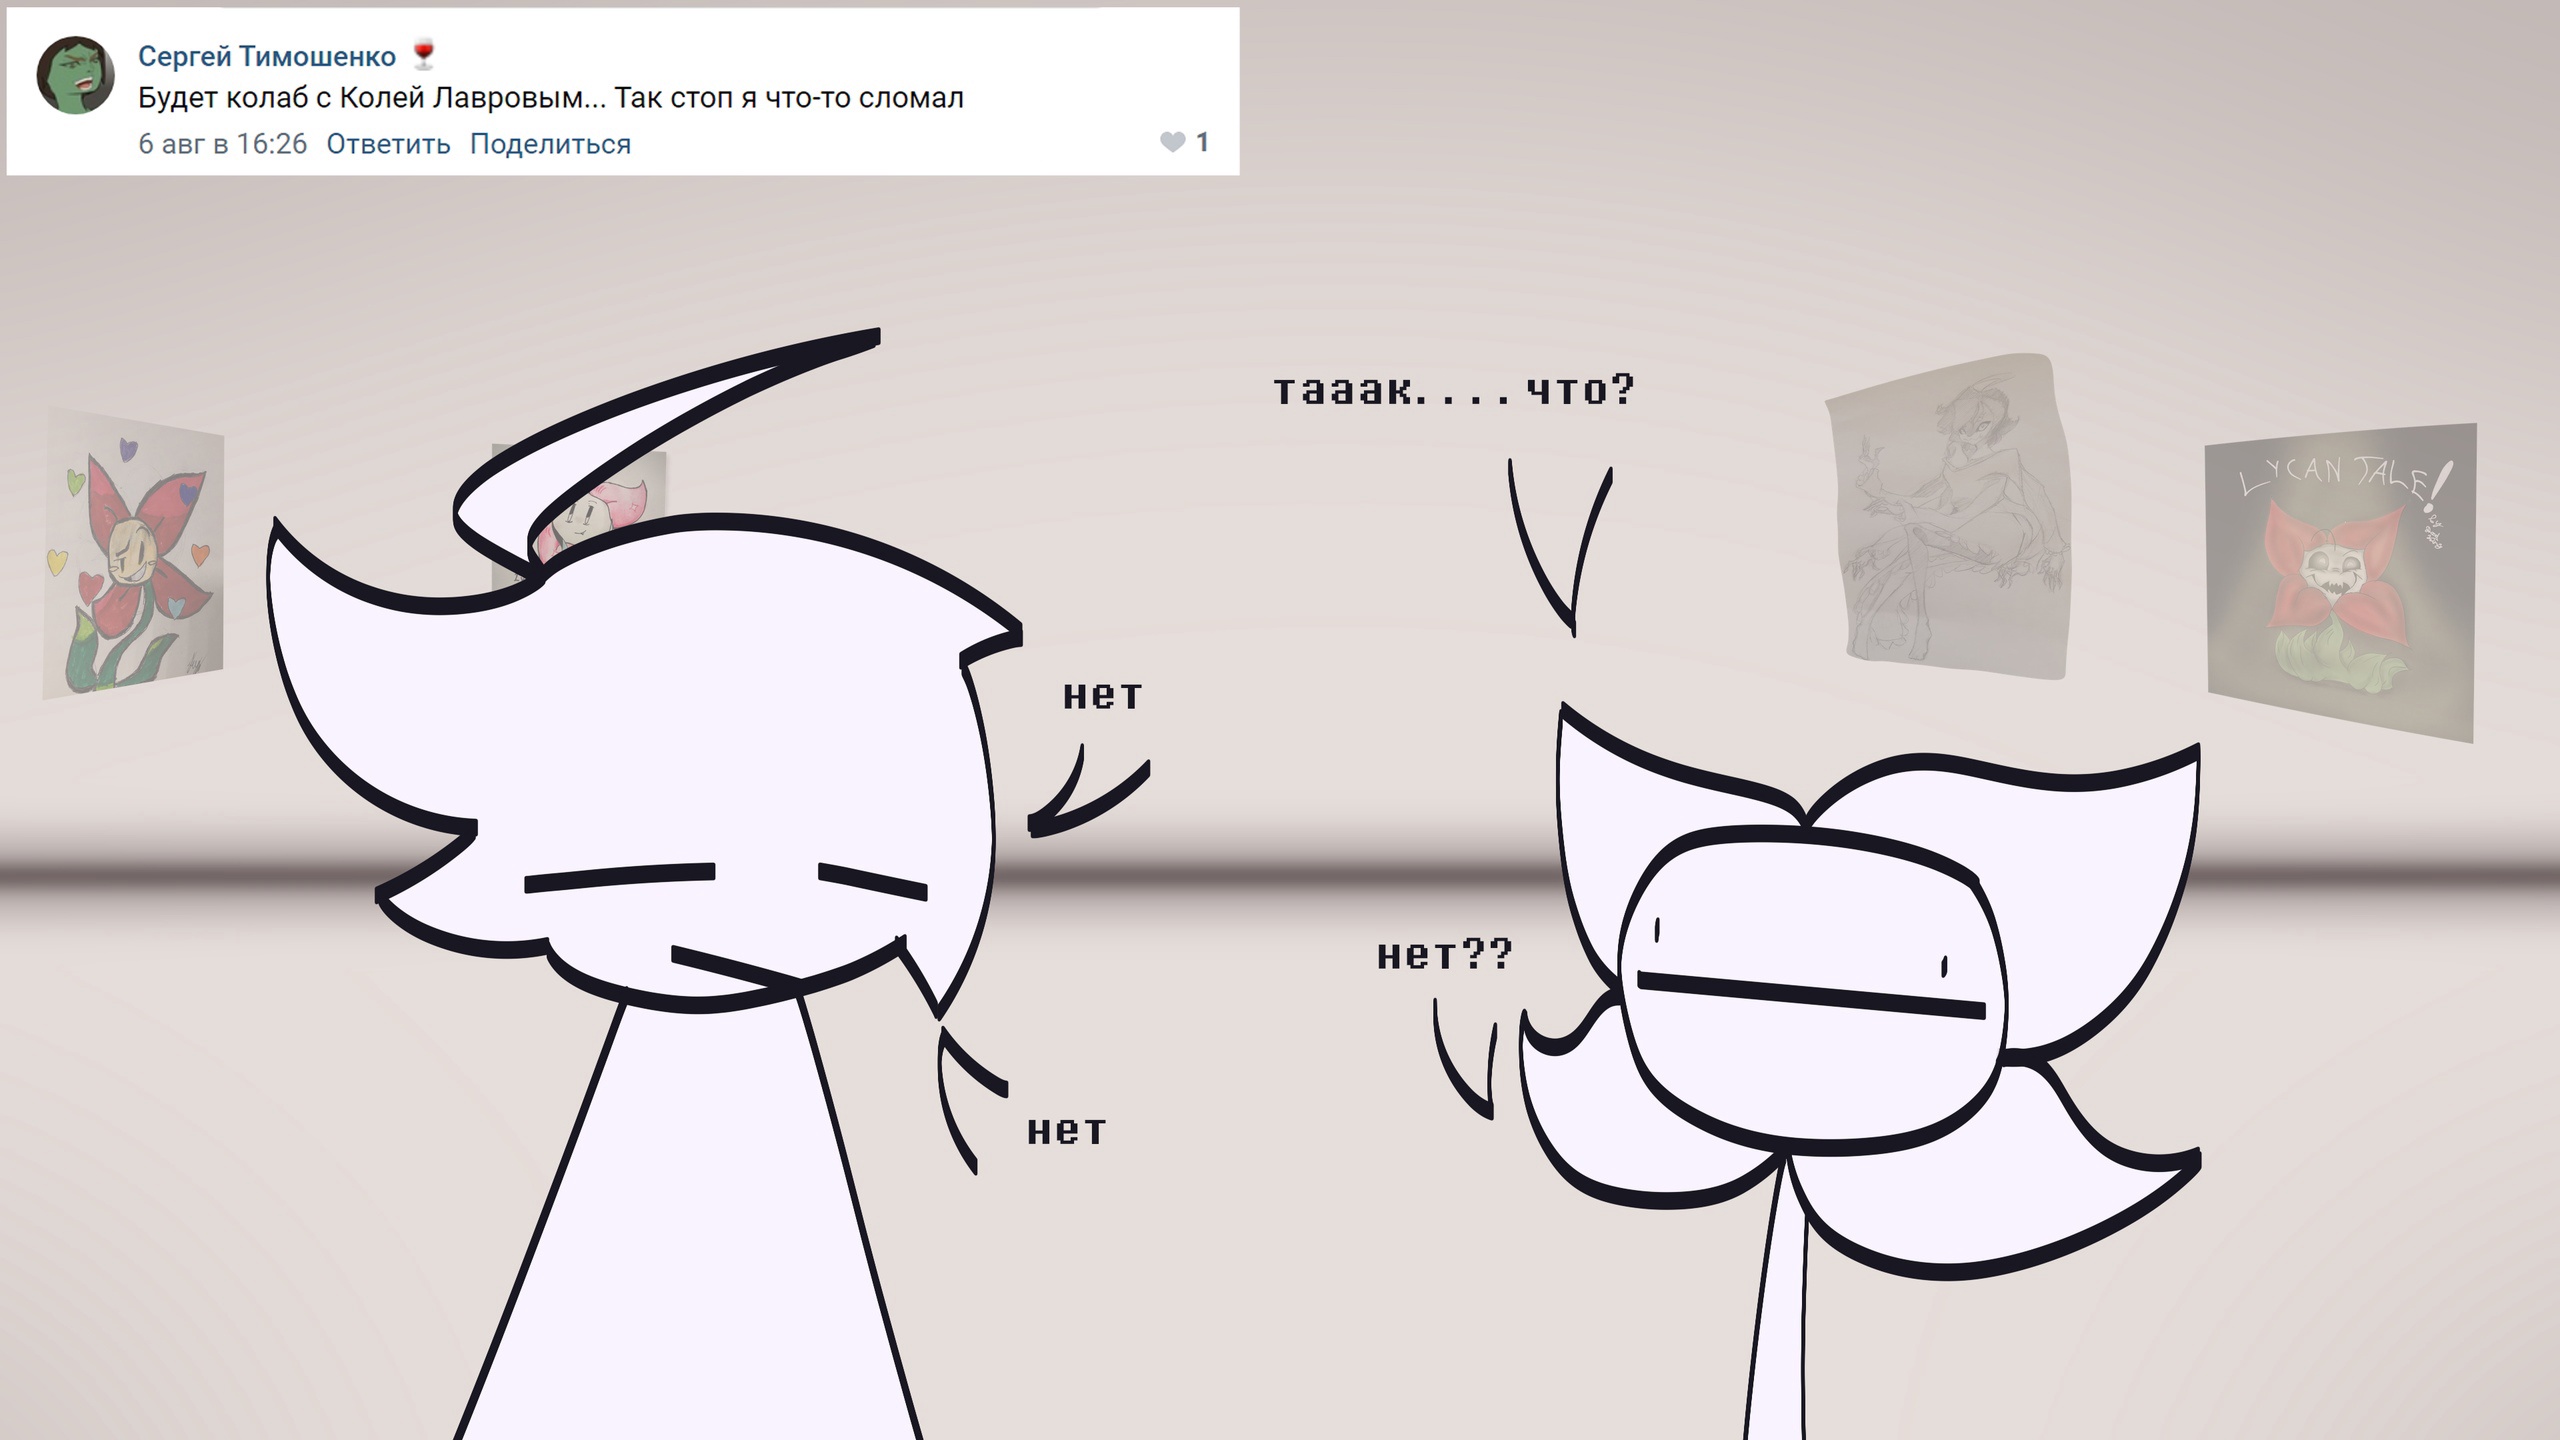 Сергей Тимошенко 🍷
Будет колаб с Колей Лавровым... Так стоп я что-то сломал
6 авг в 16:26 Ответить Поделиться
1
тааак....что?
LYCAN TALE!
нет
нет??
нет